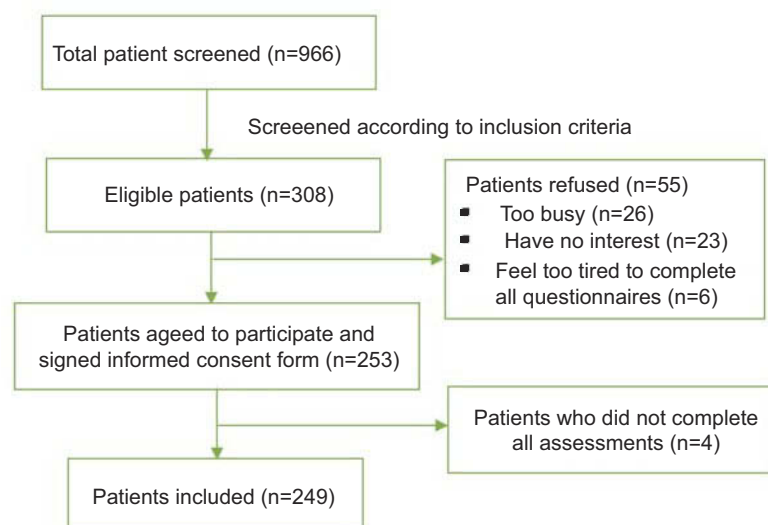 Total patient screened (n=966)
Screeened according to inclusion criteria
Eligible patients (n=308)
Patients refused (n=55)
▪ Too busy (n=26)
▪ Have no interest (n=23)
▪ Feel too tired to complete
all questionnaires (n=6)
Patients ageed to participate and
signed informed consent form (n=253)
Patients who did not complete
all assessments (n=4)
Patients included (n=249)